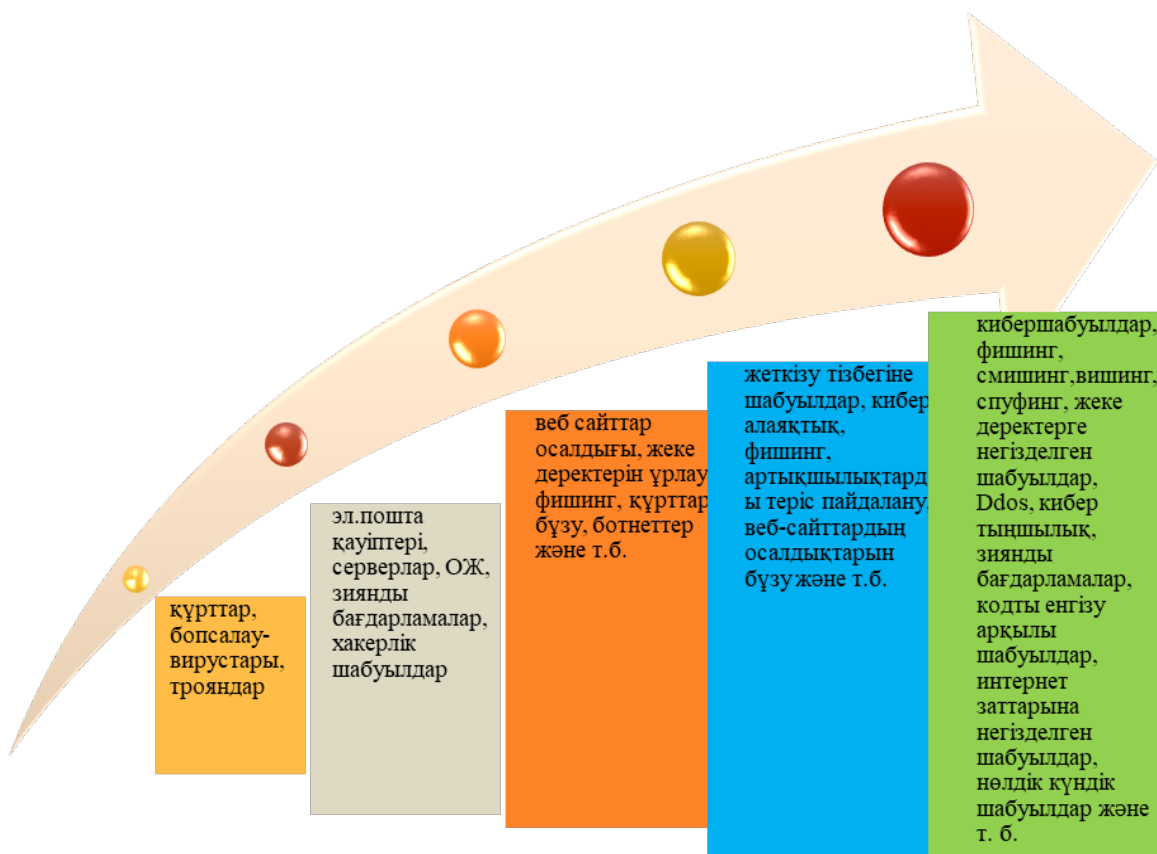 құрттар,
бопсалау-
вирустары,
трояндар
эл.пошта
қауіптері,
серверлар, ОЖ,
зиянды
бағдарламалар,
хакерлік
шабуылдар
веб сайттар
осалдығы, жеке
деректерін ұрлау
фишинг, құрттар
бұзу, ботнеттер
және т.б.
жеткізу тізбегіне
шабуылдар, кибер
алаяқтық,
фишинг,
артықшылықтард
ы теріс пайдалану,
веб-сайттардың
осалдықтарын
бұзу және т.б.
кибершабуылдар,
фишинг,
смишинг,вишинг,
спуфинг, жеке
деректерге
негізделген
шабуылдар,
Ddos, кибер
тыңшылық,
зиянды
бағдарламалар,
кодты енгізу
арқылы
шабуылдар,
интернет
заттарына
негізделген
шабуылдар,
нөлдік күндік
шабуылдар және
т. б.